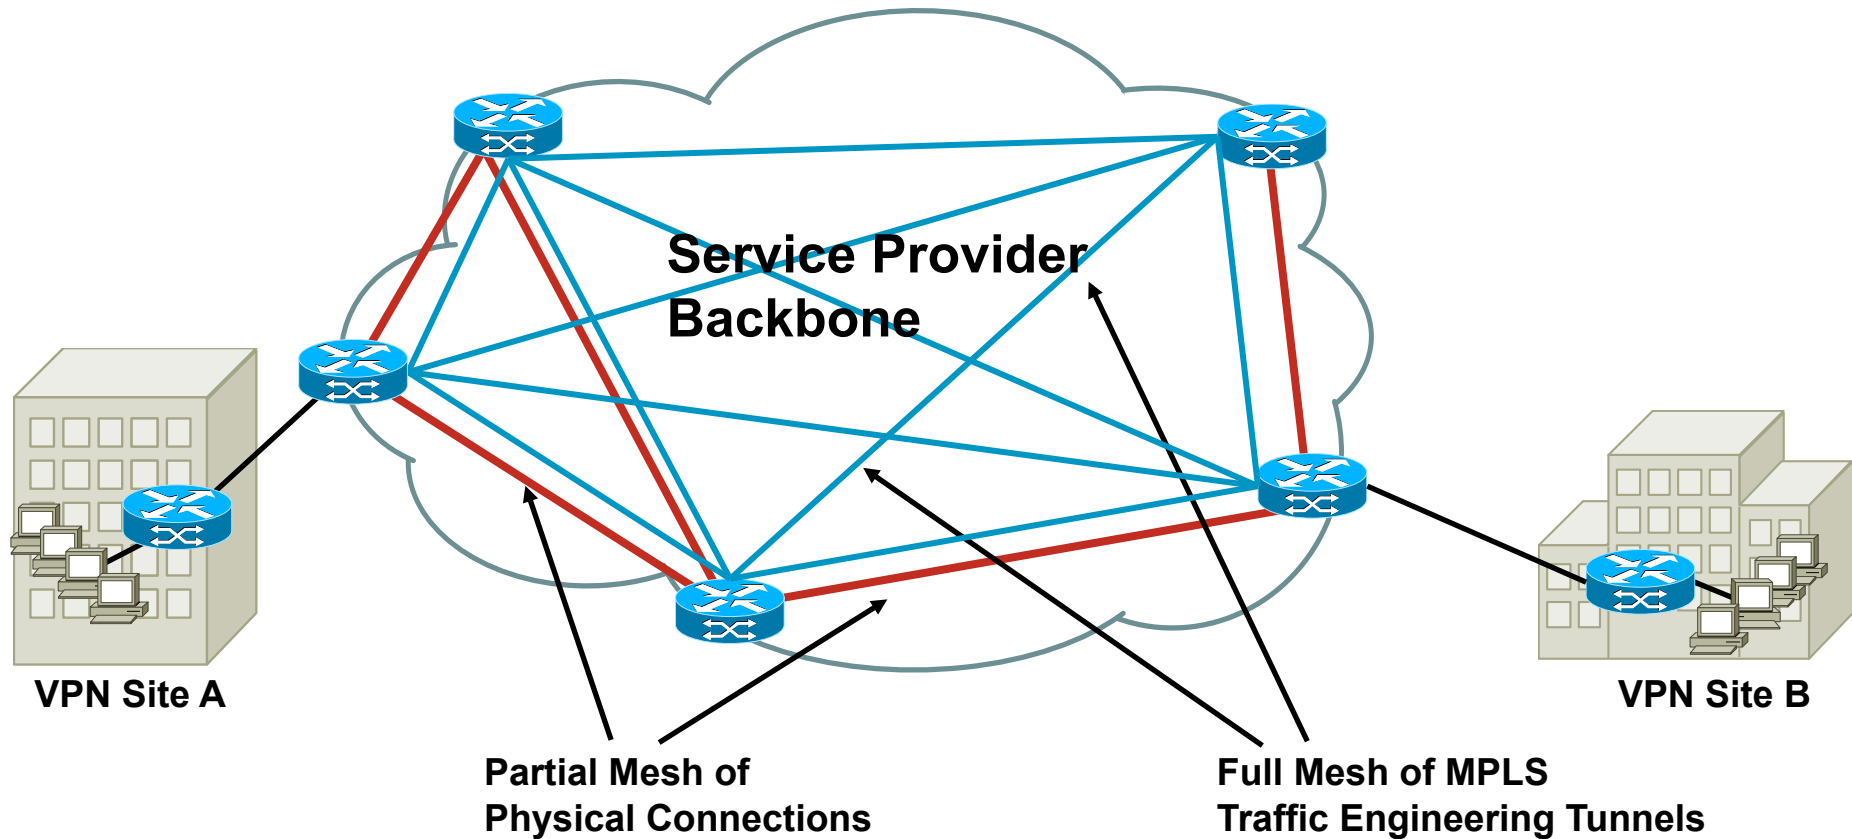 Service Provider
Backbone
VPN Site A
VPN Site B
Partial Mesh of
Physical Connections
Full Mesh of MPLS
Traffic Engineering Tunnels